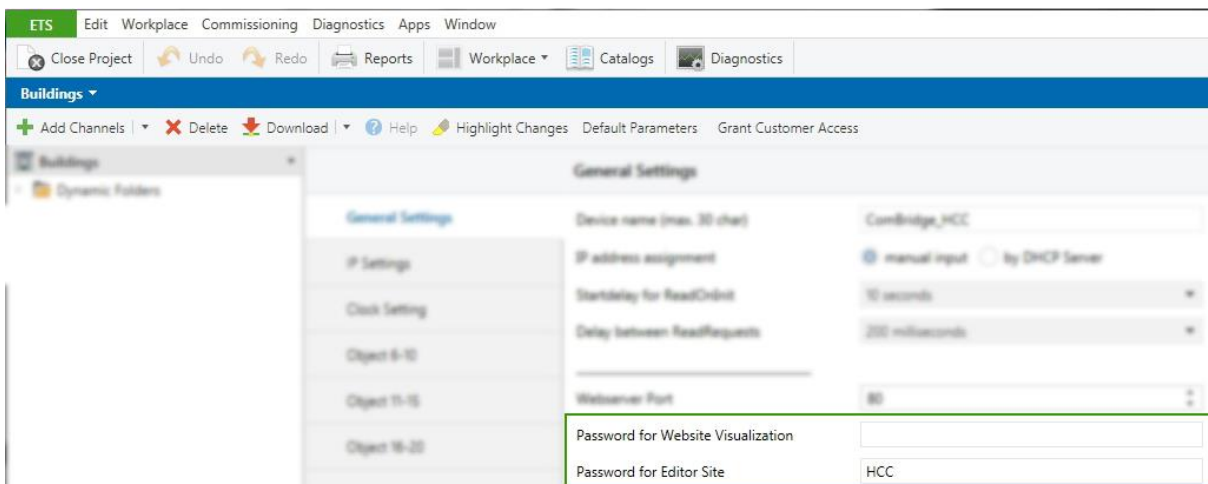 ETS Edit Workplace Commissioning Diagnostics Apps Window
Close Project Undo Redo Reports Workplace Catalogs Diagnostics
Buildings
Add Channels Delete Download Help Highlight Changes Default Parameters Grant Customer Access
Buildings
General Settings
Dynamic Folders
General Settings
Device name (max. 30 char)
ComBridge_HCC
IP Settings
IP address assignment
manual input
by DHCP Server
Startdelay for ReadOnInit
10 seconds
Clock Setting
Delay between ReadRequests
200 milliseconds
Object 6-10
Object 11-15
Webserver Port
80
Object 16-20
Password for Website Visualization
Password for Editor Site
HCC